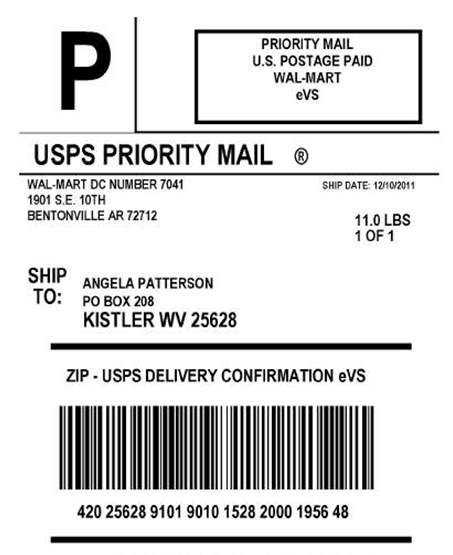 P
PRIORITY MAIL
U.S. POSTAGE PAID
WAL-MART
eVS
USPS PRIORITY MAIL ®
WAL-MART DC NUMBER 7041
1901 S.E. 10TH
BENTONVILLE AR 72712
SHIP DATE: 12/10/2011
11.0 LBS
1 OF 1
SHIP TO:
ANGELA PATTERSON
PO BOX 208
KISTLER WV 25628
ZIP - USPS DELIVERY CONFIRMATION eVS
420 25628 9101 9010 1528 2000 1956 48